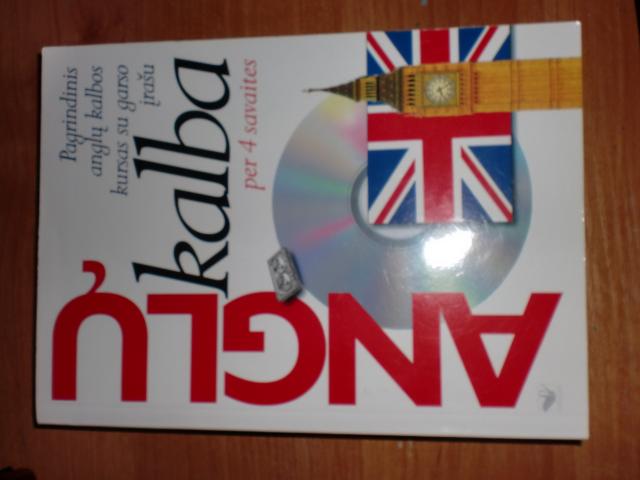 Pagrindinis
anglų kalbos
kursas su garso
įrašu
kalba
per 4 savaites
ANGLŲ